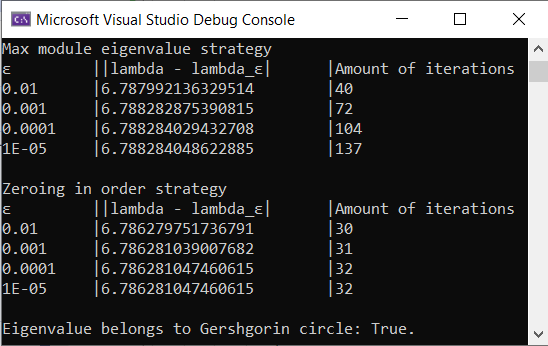 Microsoft Visual Studio Debug Console
Max module eigenvalue strategy
ε ||lambda - lambda_ε| |Amount of iterations
0.01 |6.787992136329514 |40
0.001 |6.788282875390815 |72
0.0001 |6.788284029432708 |104
1E-05 |6.788284048622885 |137
Zeroing in order strategy
ε ||lambda - lambda_ε| |Amount of iterations
0.01 |6.786279751736791 |30
0.001 |6.786281039007682 |31
0.0001 |6.786281047460615 |32
1E-05 |6.786281047460615 |32
Eigenvalue belongs to Gershgorin circle: True.